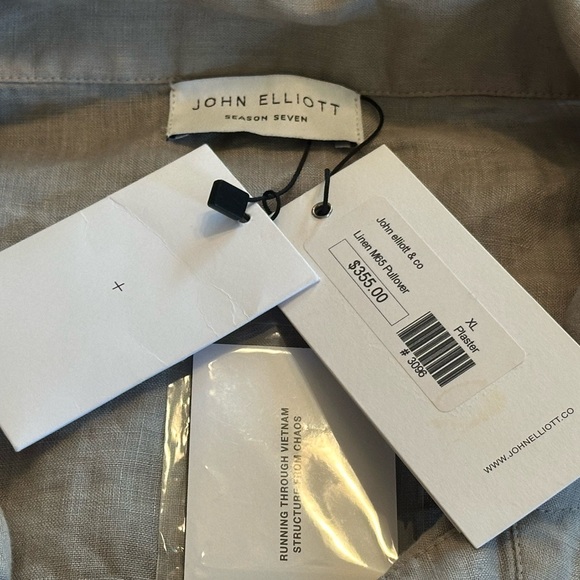 JOHN ELLIOTT
SEASON SEVEN
+
John elliott & co
Linen M65 Pullover
$355.00
XL
Plaster
# 3096
WWW.JOHNELLIOTT.CO
RUNNING THROUGH VIETNAM
STRUCTURE FROM CHAOS